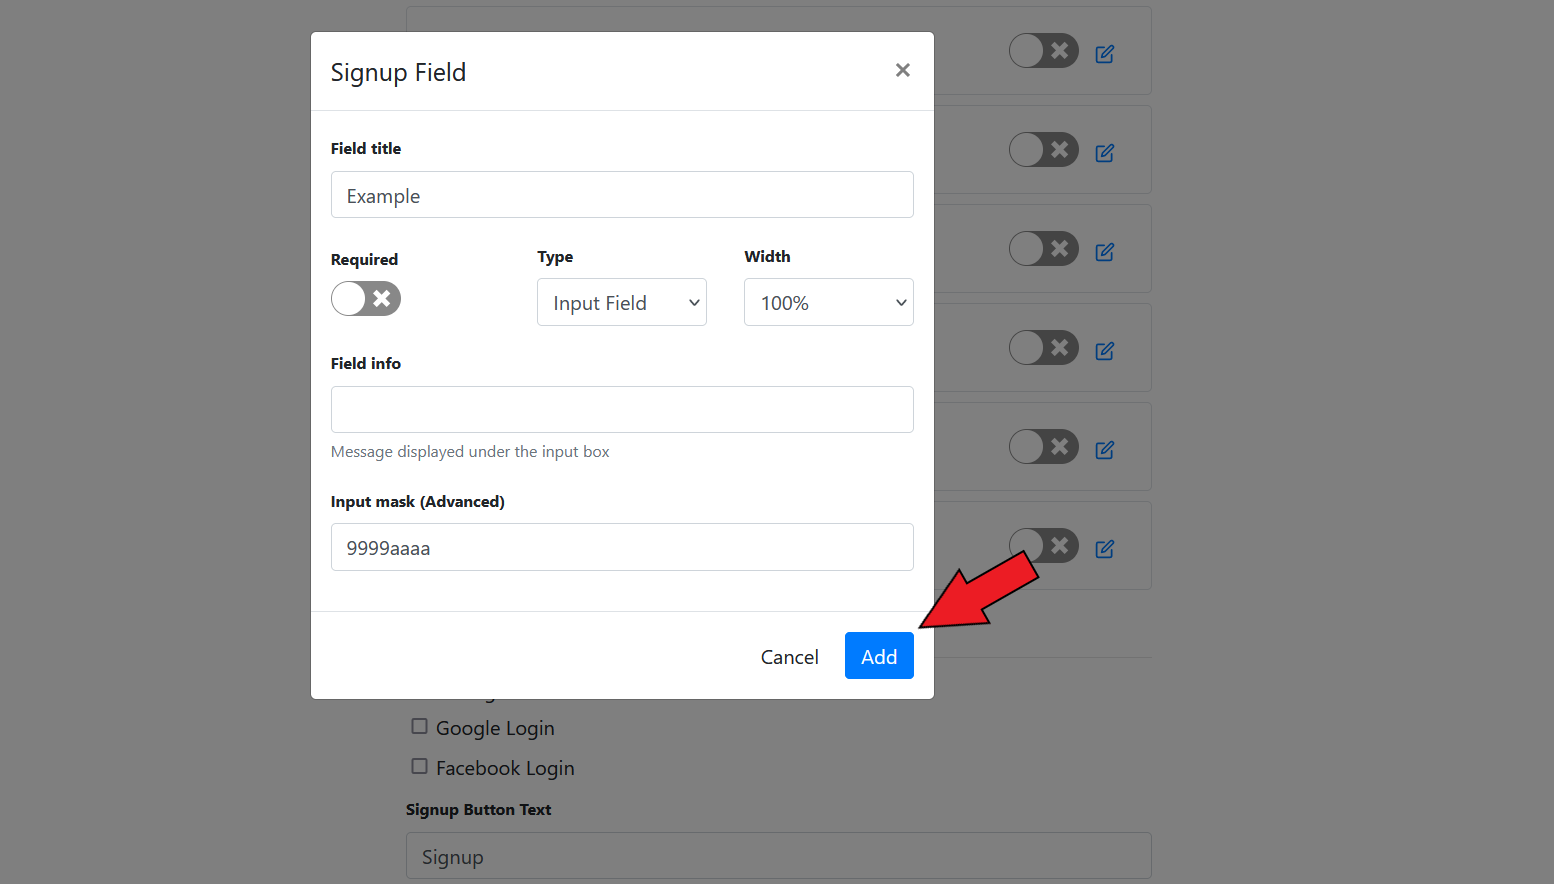 Signup Field
Field title
Example
Required
Type
Width
Input Field
100%
Field info
Message displayed under the input box
Input mask (Advanced)
9999aaaa
Cancel
Add
Google Login
Facebook Login
Signup Button Text
Signup